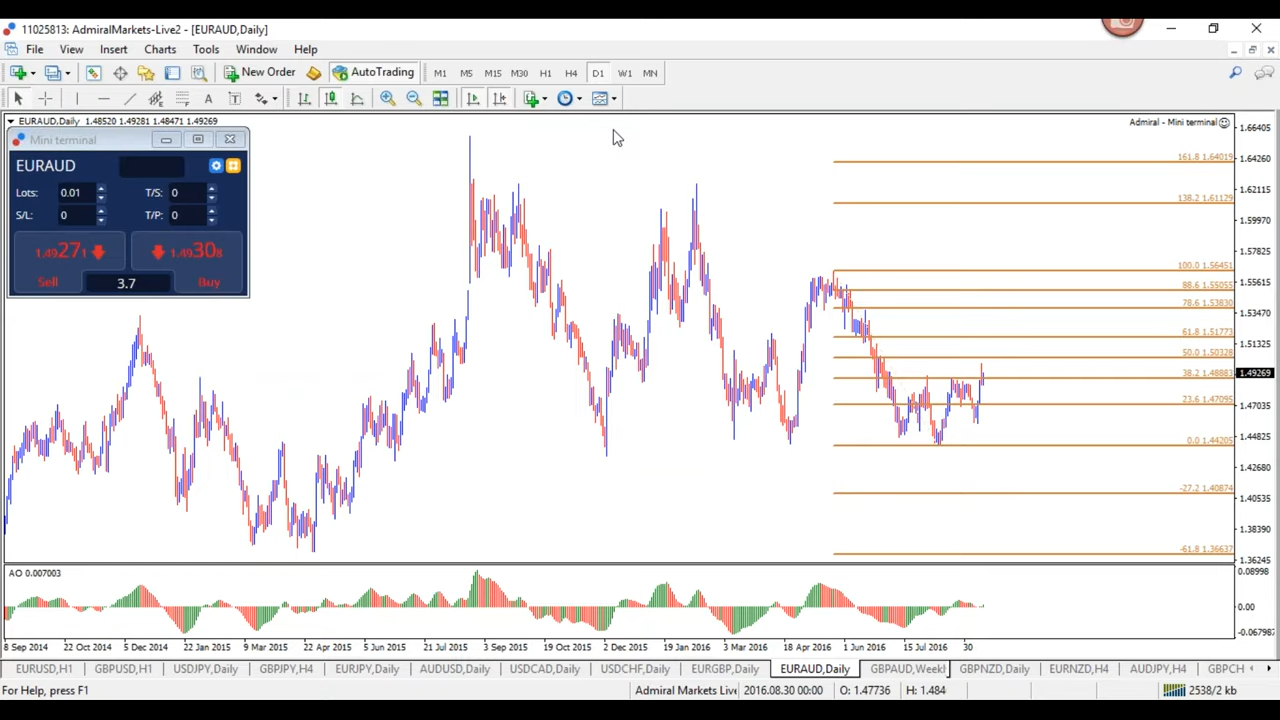 11025813: AdmiralMarkets-Live2 - [EURAUD,Daily]
File View Insert Charts Tools Window Help
New Order AutoTrading M1 M5 M15 M30 H1 H4 D1 W1 MN
A T
EURAUD,Daily 1.48520 1.49281 1.48471 1.49269
Admiral - Mini terminal
Mini terminal
EURAUD
Lots: 0.01 T/S: 0
S/L: 0 T/P: 0
1.49271 1.49308
Sell 3.7 Buy
161.8 1.64019
138.2 1.61129
100.0 1.56451
88.6 1.55055
78.6 1.53830
61.8 1.51773
50.0 1.50328
38.2 1.48883
23.6 1.47095
0.0 1.44205
-27.2 1.40874
-61.8 1.36637
1.66405
1.64260
1.62115
1.59970
1.57825
1.55615
1.53470
1.51325
1.49269
1.47035
1.44825
1.42680
1.40535
1.38390
1.36245
AO 0.007003
0.08998
0.00
-0.06798
8 Sep 2014 22 Oct 2014 5 Dec 2014 22 Jan 2015 9 Mar 2015 22 Apr 2015 5 Jun 2015 21 Jul 2015 3 Sep 2015 19 Oct 2015 2 Dec 2015 19 Jan 2016 3 Mar 2016 18 Apr 2016 1 Jun 2016 15 Jul 2016 30
EURUSD,H1 GBPUSD,H1 USDJPY,Daily GBPJPY,H4 EURJPY,Daily AUDUSD,Daily USDCAD,Daily USDCHF,Daily EURGBP,Daily EURAUD,Daily GBPAUD,Weekl GBPNZD,Daily EURNZD,H4 AUDJPY,H4 GBPCH
For Help, press F1 Admiral Markets Live 2016.08.30 00:00 O: 1.47736 H: 1.484 2538/2 kb